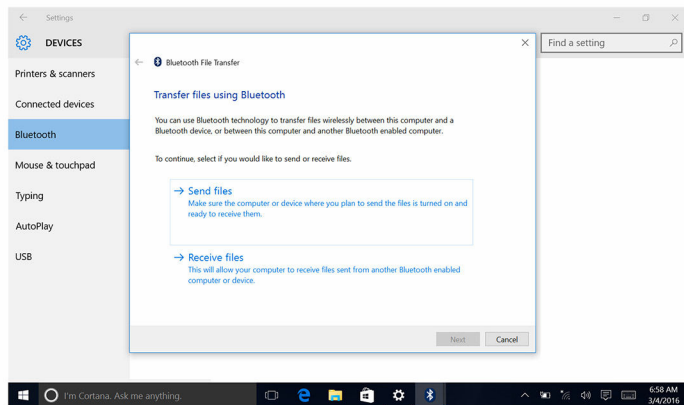 Settings
DEVICES
Find a setting
Printers & scanners
Connected devices
Bluetooth
Mouse & touchpad
Typing
AutoPlay
USB
Bluetooth File Transfer
Transfer files using Bluetooth
You can use Bluetooth technology to transfer files wirelessly between this computer and a
Bluetooth device, or between this computer and another Bluetooth enabled computer.
To continue, select if you would like to send or receive files.
Send files
Make sure the computer or device where you plan to send the files is turned on and
ready to receive them.
Receive files
This will allow your computer to receive files sent from another Bluetooth enabled
computer or device.
Next
Cancel
I'm Cortana. Ask me anything.
6:58 AM
3/4/2016